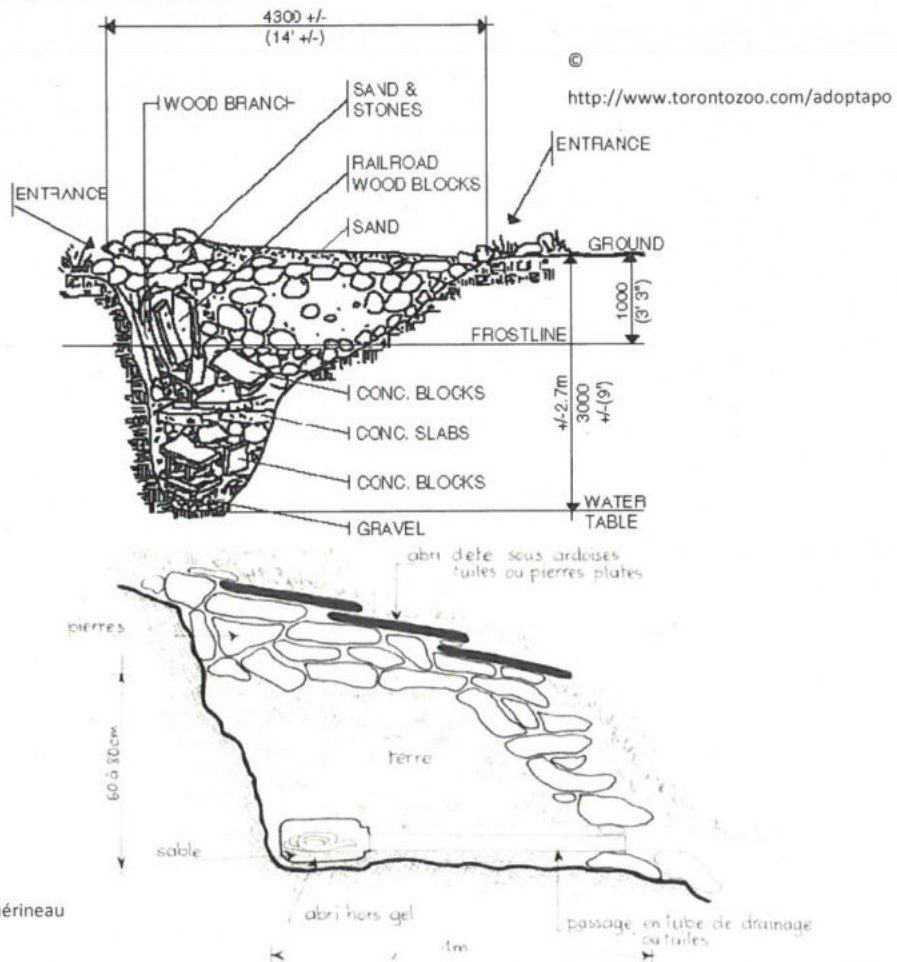 4300 +/-
(14' +/-)
©
http://www.torontozoo.com/adoptapo
WOOD BRANCH
SAND &
STONES
RAILROAD
WOOD BLOCKS
SAND
ENTRANCE
ENTRANCE
GROUND
1000
(3' 3")
FROSTLINE
+/-2.7m
3000
+/-(9')
CONC. BLOCKS
CONC. SLABS
CONC. BLOCKS
GRAVEL
WATER
TABLE
abri d'été sous ardoises
tuiles ou pierres plates
pierres
60 à 80cm
terre
sable
abri hors gel
passage en tube de drainage
ou tuiles
1m
érineau